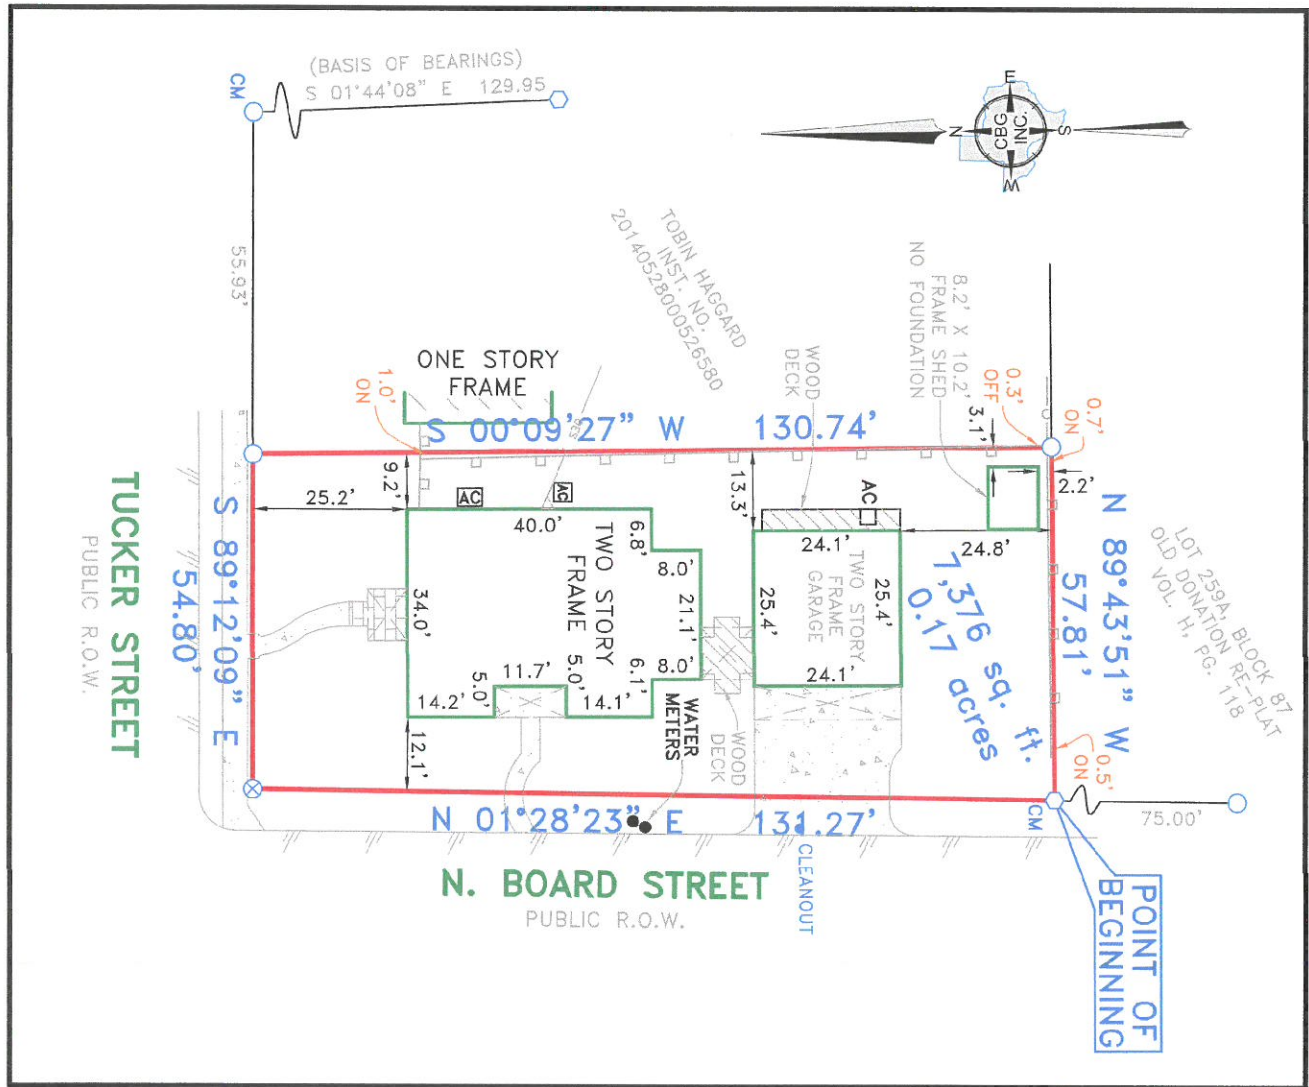 (BASIS OF BEARINGS)
S 01°44'08" E 129.95
CM
55.93'
E
N
S
W
CBG
INC.
TOBIN HAGGARD
INST. NO.
20140528000526580
8.2' X 10.2'
FRAME SHED
NO FOUNDATION
WOOD
DECK
ONE STORY
FRAME
1.0'
ON
0.3'
OFF
0.7'
ON
3.1'
2.2'
S 00°09'27" W 130.74'
9.2'
25.2'
AC
AC
AC
40.0'
13.3'
24.1'
24.8'
6.8'
8.0'
21.1'
8.0'
6.1'
TWO STORY
FRAME
34.0'
11.7'
5.0'
5.0'
14.2'
14.1'
12.1'
25.4'
TWO STORY
FRAME
GARAGE
25.4'
24.1'
7,376 sq. ft.
0.17 acres
N 89°43'51" W
57.81'
LOT 259A, BLOCK 87
OLD DONATION RE-PLAT
VOL. H, PG. 118
TUCKER STREET
PUBLIC R.O.W.
S 89°12'09" E
54.80'
WATER
METERS
WOOD
DECK
0.5'
ON
CM
75.00'
N 01°28'23" E 131.27'
CLEANOUT
N. BOARD STREET
PUBLIC R.O.W.
POINT OF
BEGINNING